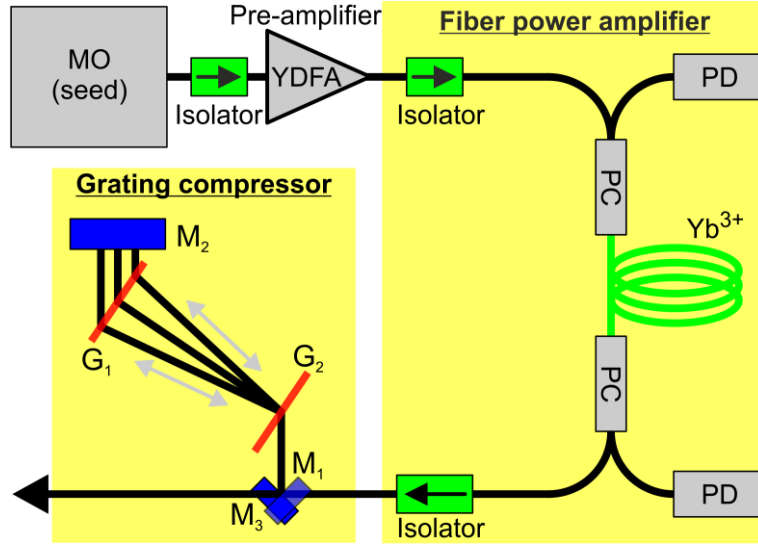 Pre-amplifier
Fiber power amplifier
MO
(seed)
Isolator
YDFA
Isolator
PD
PC
Yb³⁺
Grating compressor
M₂
G₁
G₂
PC
M₁
M₃
Isolator
PD